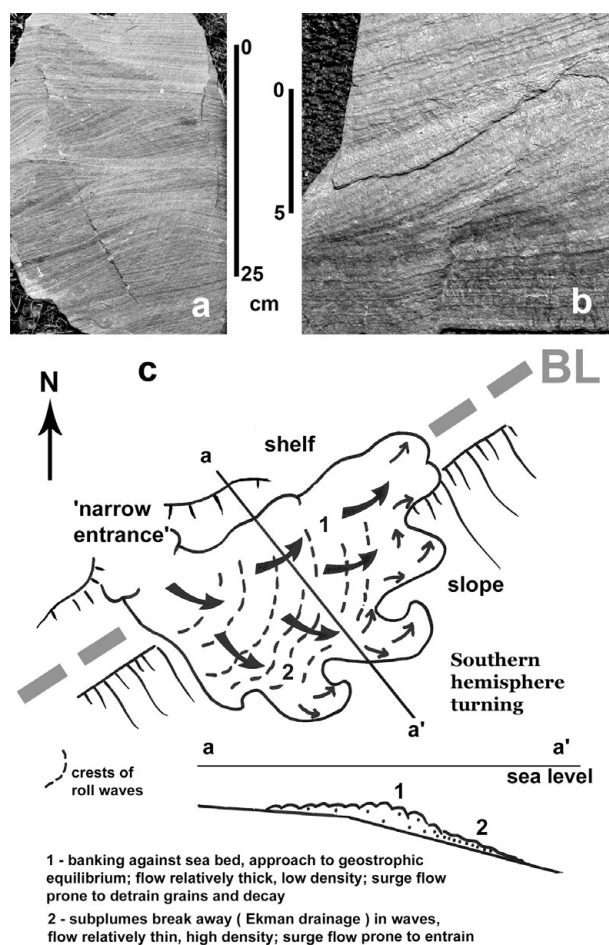 0
25
cm
a
0
5
b
c
BL
N
shelf
a
'narrow
entrance'
1
slope
2
Southern
hemisphere
turning
a'
a
a'
sea level
crests of
roll waves
1
2
1 - banking against sea bed, approach to geostrophic
equilibrium; flow relatively thick, low density; surge flow
prone to detrain grains and decay
2 - subplumes break away ( Ekman drainage ) in waves,
flow relatively thin, high density; surge flow prone to entrain